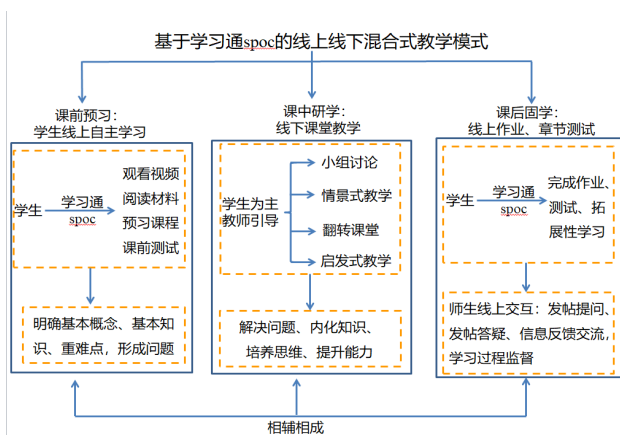 基于学习通spoc的线上线下混合式教学模式
课前预习：
学生线上自主学习
学生
学习通
spoc
观看视频
阅读材料
预习课程
课前测试
明确基本概念、基本知
识、重难点，形成问题
课中研学：
线下课堂教学
学生为主
教师引导
小组讨论
情景式教学
翻转课堂
启发式教学
解决问题、内化知识、
培养思维、提升能力
课后固学：
线上作业、章节测试
学生
学习通
spoc
完成作业、
测试、拓
展性学习
师生线上交互：发帖提问、
发帖答疑、信息反馈交流，
学习过程监督
相辅相成